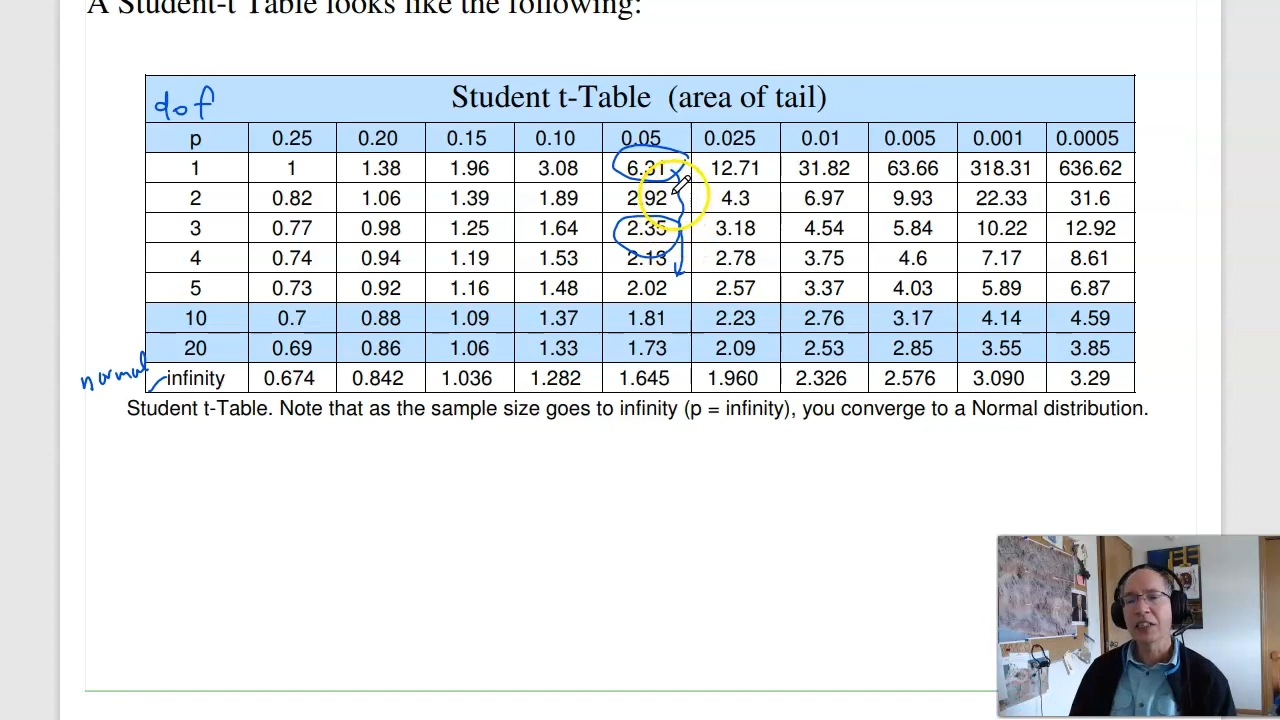 A Student-t Table looks like the following:
dof Student t-Table (area of tail)
p 0.25 0.20 0.15 0.10 0.05 0.025 0.01 0.005 0.001 0.0005
1 1 1.38 1.96 3.08 6.31 12.71 31.82 63.66 318.31 636.62
2 0.82 1.06 1.39 1.89 2.92 4.3 6.97 9.93 22.33 31.6
3 0.77 0.98 1.25 1.64 2.35 3.18 4.54 5.84 10.22 12.92
4 0.74 0.94 1.19 1.53 2.13 2.78 3.75 4.6 7.17 8.61
5 0.73 0.92 1.16 1.48 2.02 2.57 3.37 4.03 5.89 6.87
10 0.7 0.88 1.09 1.37 1.81 2.23 2.76 3.17 4.14 4.59
20 0.69 0.86 1.06 1.33 1.73 2.09 2.53 2.85 3.55 3.85
normal infinity 0.674 0.842 1.036 1.282 1.645 1.960 2.326 2.576 3.090 3.29
Student t-Table. Note that as the sample size goes to infinity (p = infinity), you converge to a Normal distribution.